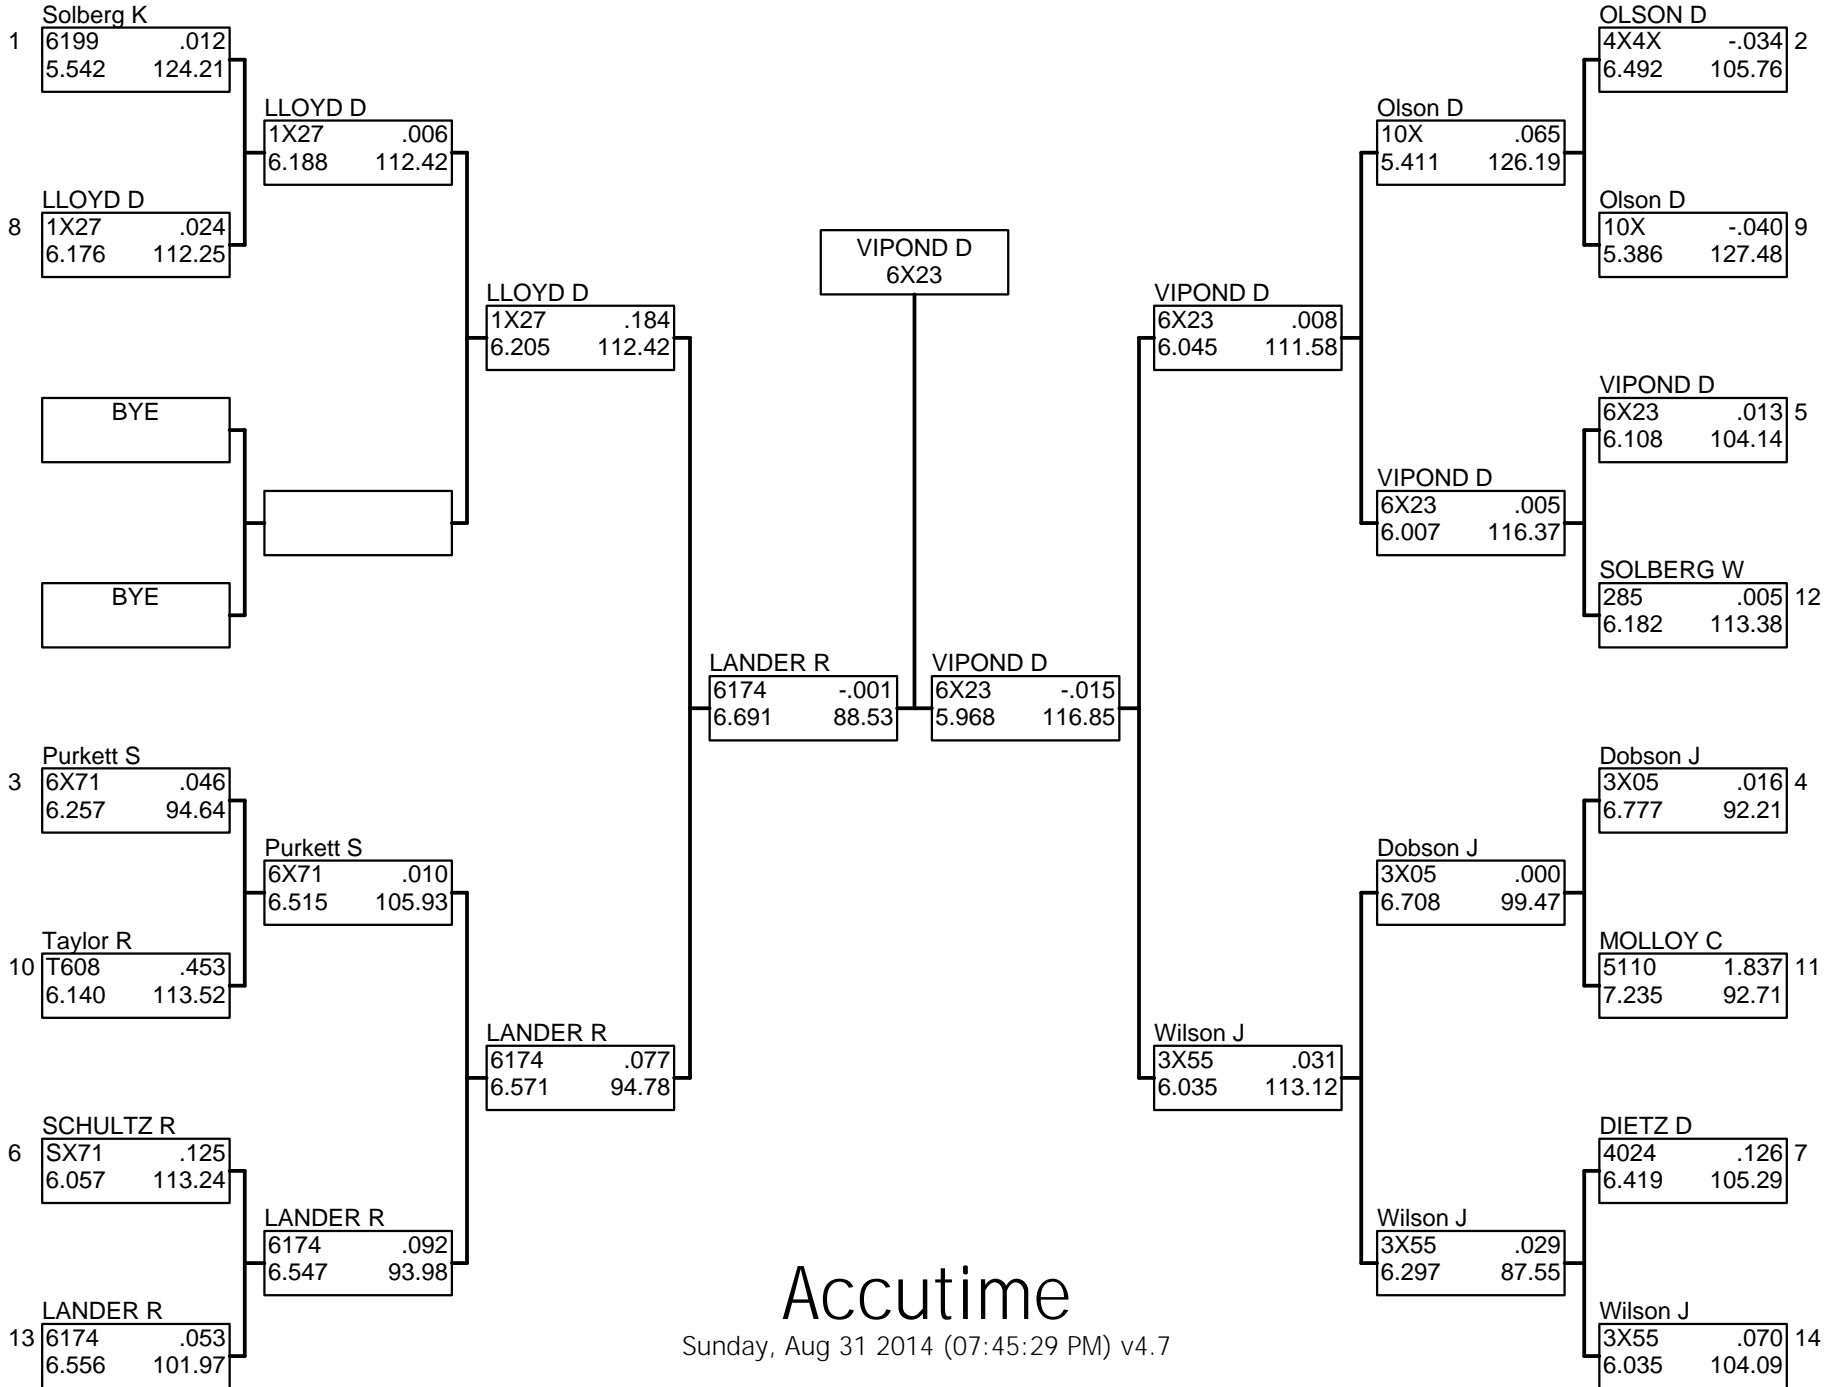 Solberg K
1 6199 .012
5.542 124.21
LLOYD D
8 1X27 .024
6.176 112.25
BYE
BYE
Purkett S
3 6X71 .046
6.257 94.64
Taylor R
10 T608 .453
6.140 113.52
SCHULTZ R
6 SX71 .125
6.057 113.24
LANDER R
13 6174 .053
6.556 101.97
LLOYD D
1X27 .006
6.188 112.42
Purkett S
6X71 .010
6.515 105.93
LANDER R
6174 .092
6.547 93.98
LLOYD D
1X27 .184
6.205 112.42
LANDER R
6174 .077
6.571 94.78
LANDER R
6174 -.001
6.691 88.53
VIPOND D
6X23
VIPOND D
6X23 -.015
5.968 116.85
VIPOND D
6X23 .008
6.045 111.58
Wilson J
3X55 .031
6.035 113.12
Olson D
10X .065
5.411 126.19
VIPOND D
6X23 .005
6.007 116.37
Dobson J
3X05 .000
6.708 99.47
Wilson J
3X55 .029
6.297 87.55
OLSON D
4X4X -.034 2
6.492 105.76
Olson D
10X -.040 9
5.386 127.48
VIPOND D
6X23 .013 5
6.108 104.14
SOLBERG W
285 .005 12
6.182 113.38
Dobson J
3X05 .016 4
6.777 92.21
MOLLOY C
5110 1.837 11
7.235 92.71
DIETZ D
4024 .126 7
6.419 105.29
Wilson J
3X55 .070 14
6.035 104.09
Accutime
Sunday, Aug 31 2014 (07:45:29 PM) v4.7